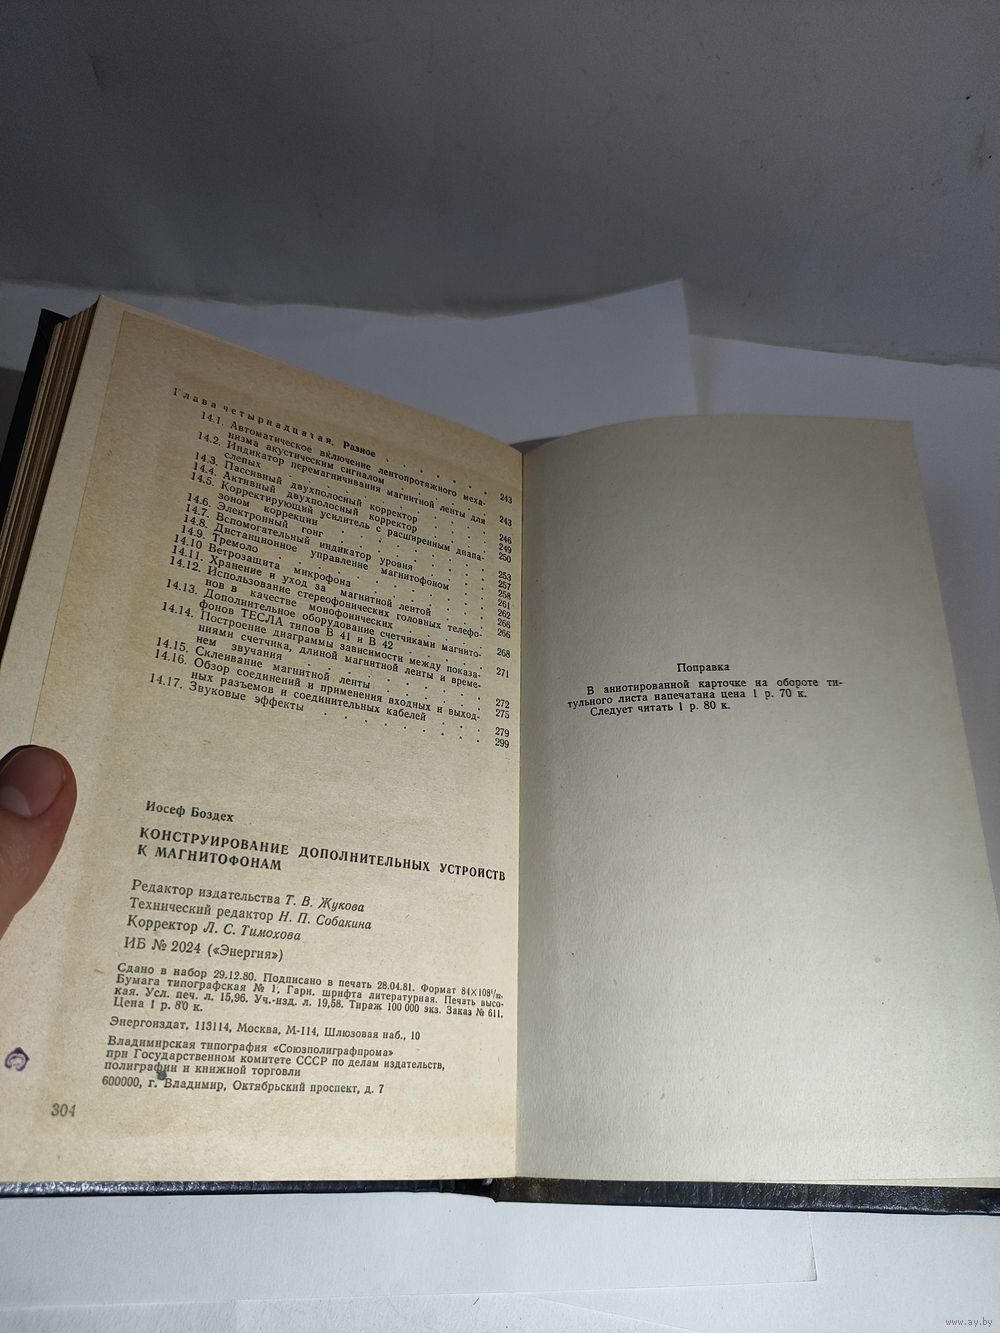 Глава четырнадцатая. Разное . . . . . . . 243
14.1. Автоматическое включение лентопротяжного меха-
низма акустическим сигналом . . . . . 243
14.2. Индикатор перемагничивания магнитной ленты для
слепых . . . . . . . . . 246
14.3. Пассивный двухполосный корректор . . . . 249
14.4. Активный двухполосный корректор . . . . 250
14.5. Корректирующий усилитель с расширенным диапа-
зоном коррекции . . . . . . . 253
14.6. Электронный гонг . . . . . . . 257
14.7. Вспомогательный индикатор уровня . . . . 258
14.8. Дистанционное управление магнитофоном . . . 261
14.9. Тремоло . . . . . . . . 262
14.10 Ветрозащита микрофона . . . . . . 266
14.11. Хранение и уход за магнитной лентой . . . 266
14.12. Использование стереофонических головных телефо-
нов в качестве монофонических . . . . . 268
14.13. Дополнительное оборудование счетчиками магнито-
фонов ТЕСЛА типов В 41 и В 42 . . . . 271
14.14. Построение диаграммы зависимости между показа-
ниями счетчика, длиной магнитной ленты и време-
нем звучания . . . . . . . . 272
14.15. Склеивание магнитной ленты . . . . . 275
14.16. Обзор соединений и применения входных и выход-
ных разъемов и соединительных кабелей . . . 279
14.17. Звуковые эффекты . . . . . . . 299
Иосеф Боздех
КОНСТРУИРОВАНИЕ ДОПОЛНИТЕЛЬНЫХ УСТРОЙСТВ
К МАГНИТОФОНАМ
Редактор издательства Т. В. Жукова
Технический редактор Н. П. Собакина
Корректор Л. С. Тимохова
ИБ № 2024 («Энергия»)
Сдано в набор 29.12.80. Подписано в печать 28.04.81. Формат 84×108¹/₃₂.
Бумага типографская № 1. Гарн. шрифта литературная. Печать высо-
кая. Усл. печ. л. 15,96. Уч.-изд. л. 19,58. Тираж 100 000 экз. Заказ № 611.
Цена 1 р. 80 к.
Энергоиздат, 113114, Москва, М-114, Шлюзовая наб., 10
Владимирская типография «Союзполиграфпрома»
при Государственном комитете СССР по делам издательств,
полиграфии и книжной торговли
600000, г. Владимир, Октябрьский проспект, д. 7
304
Поправка
В аннотированной карточке на обороте ти-
тульного листа напечатана цена 1 р. 70 к.
Следует читать 1 р. 80 к.
www.ay.by